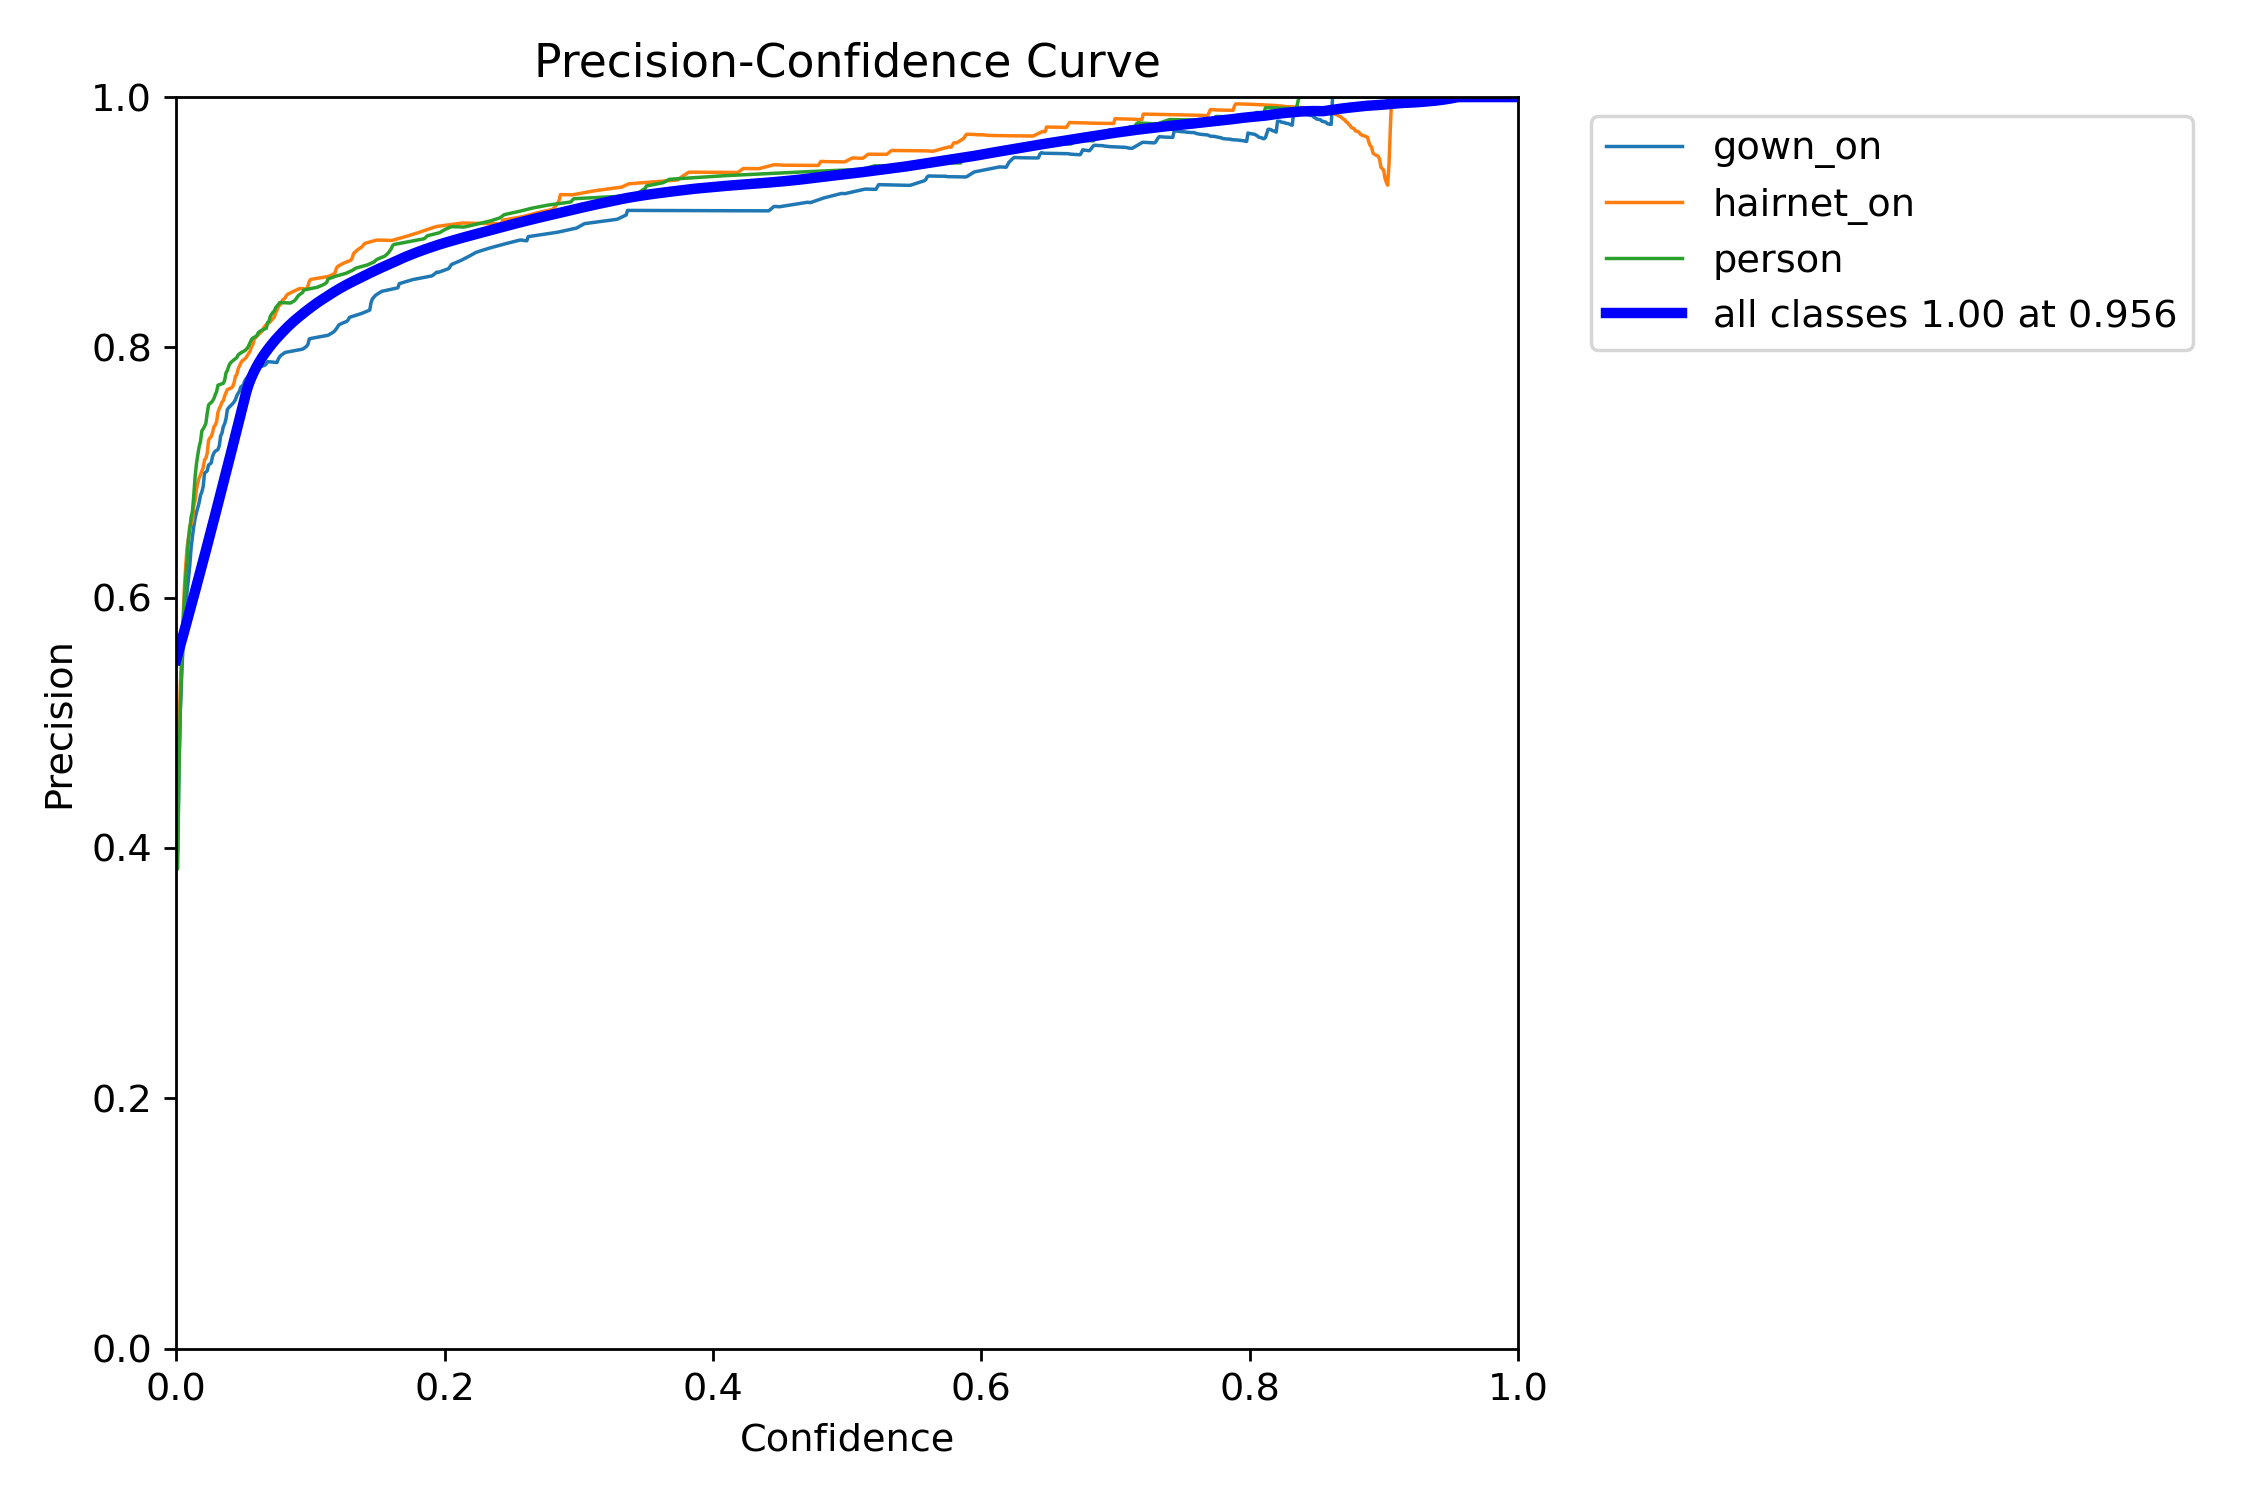 Precision-Confidence Curve
1.0
0.8
0.6
0.4
0.2
0.0
Precision
0.0 0.2 0.4 0.6 0.8 1.0
Confidence
gown_on
hairnet_on
person
all classes 1.00 at 0.956